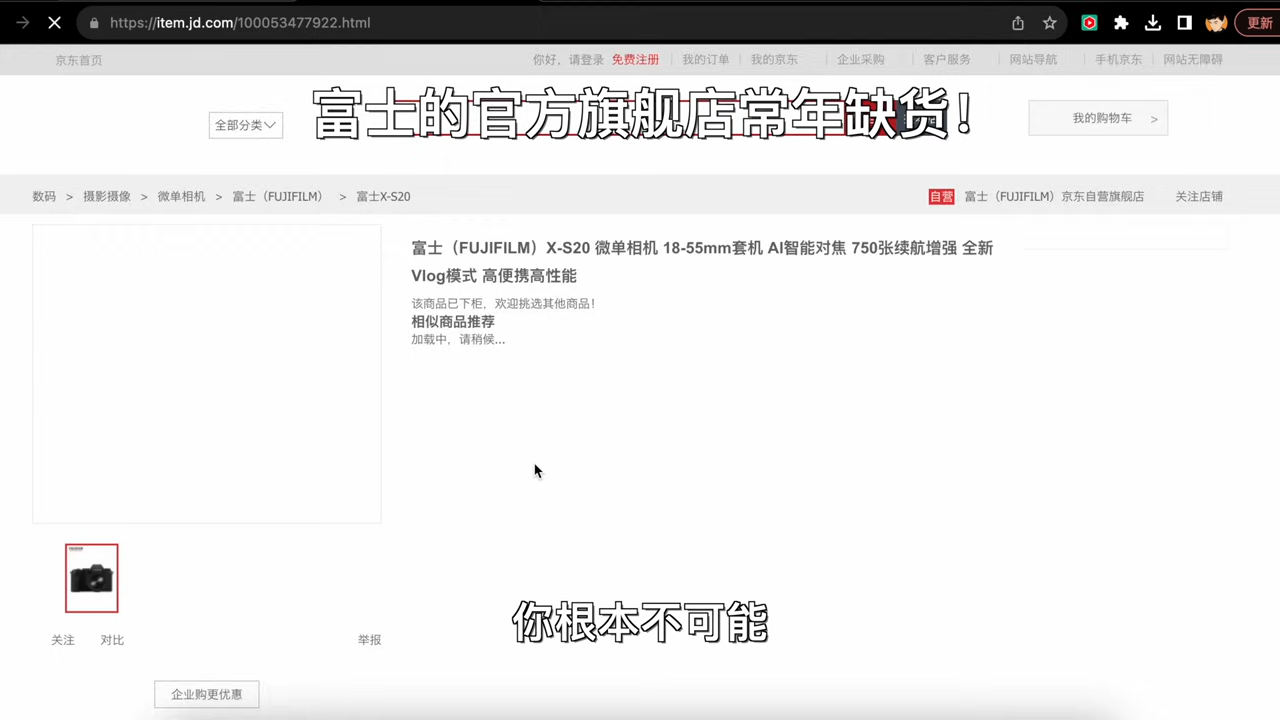 https://item.jd.com/100053477922.html
更新
京东首页
你好，请登录 免费注册
我的订单
我的京东
企业采购
客户服务
网站导航
手机京东
网站无障碍
富士的官方旗舰店常年缺货！
全部分类
我的购物车 >
数码 > 摄影摄像 > 微单相机 > 富士（FUJIFILM） > 富士X-S20
自营 富士（FUJIFILM）京东自营旗舰店
关注店铺
富士（FUJIFILM）X-S20 微单相机 18-55mm套机 AI智能对焦 750张续航增强 全新
Vlog模式 高便携高性能
该商品已下柜，欢迎挑选其他商品！
相似商品推荐
加载中，请稍候...
你根本不可能
关注
对比
举报
企业购更优惠